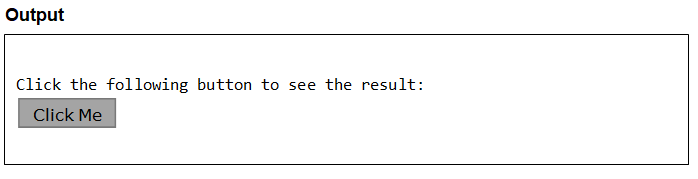 Output
Click the following button to see the result:
Click Me